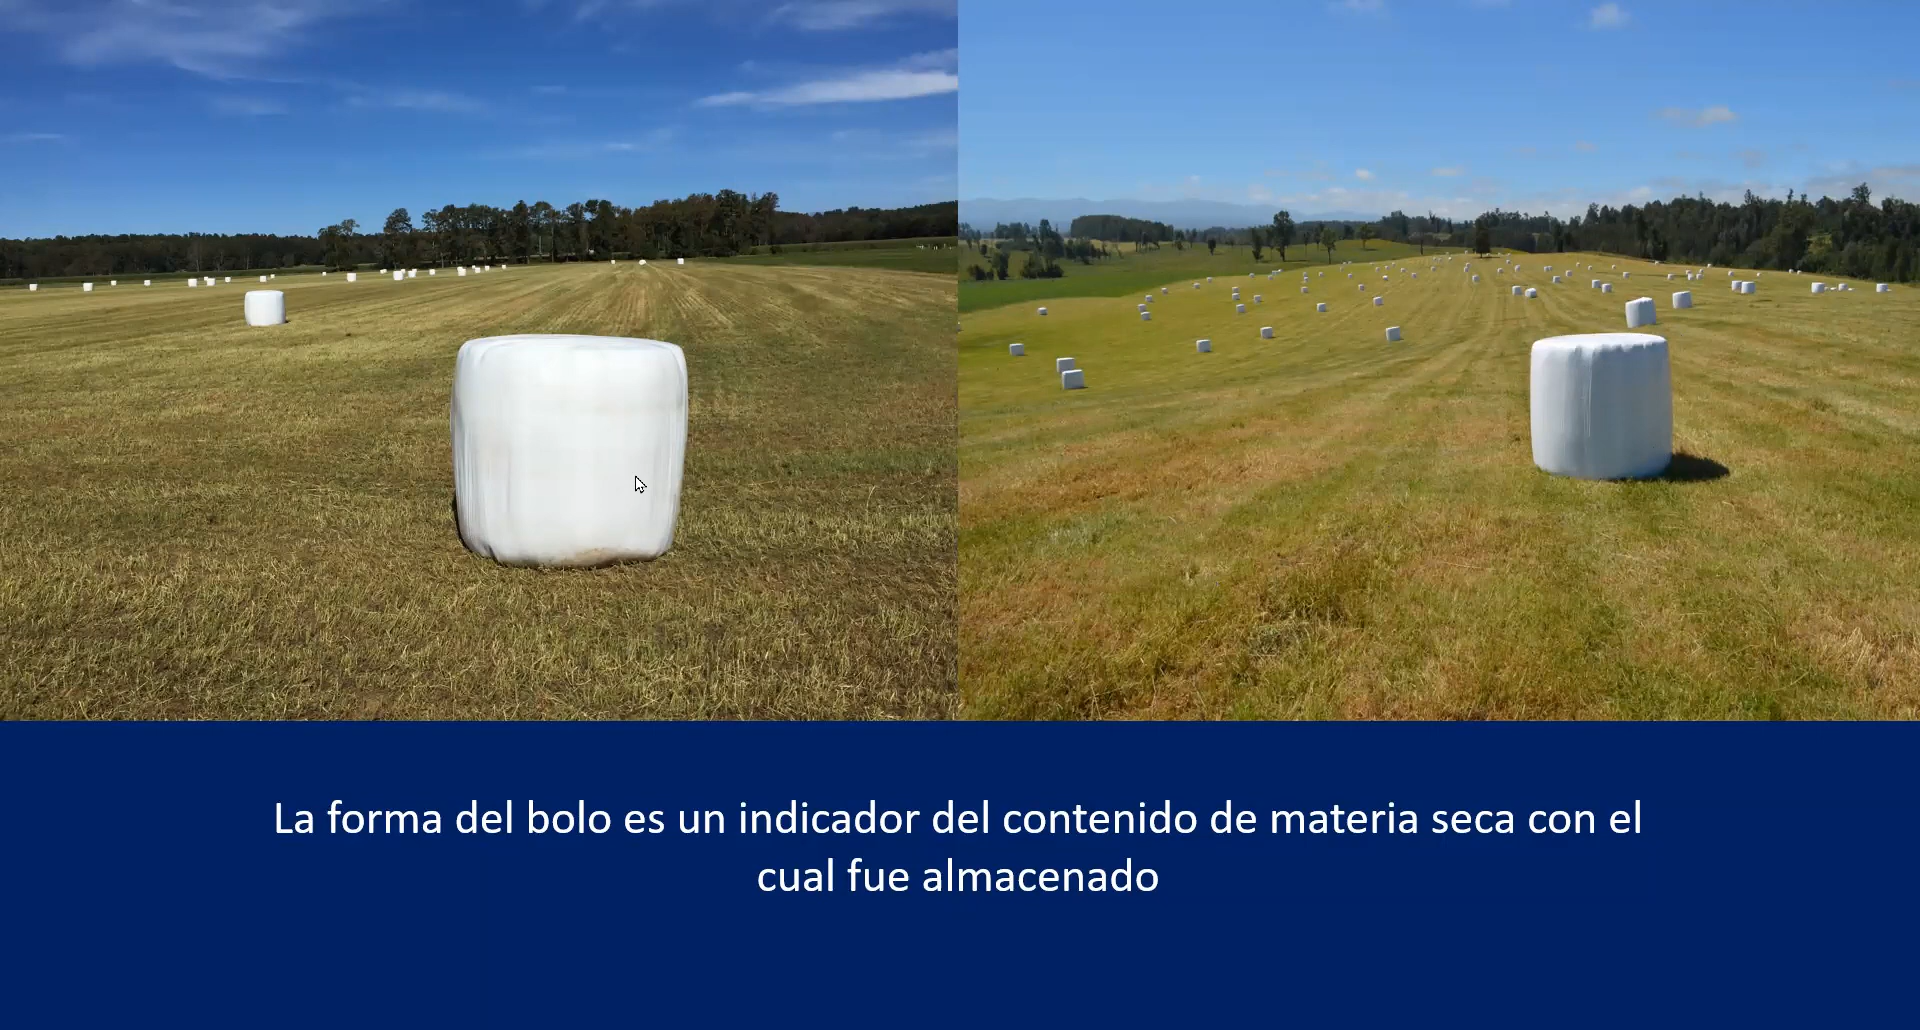 La forma del bolo es un indicador del contenido de materia seca con el
cual fue almacenado